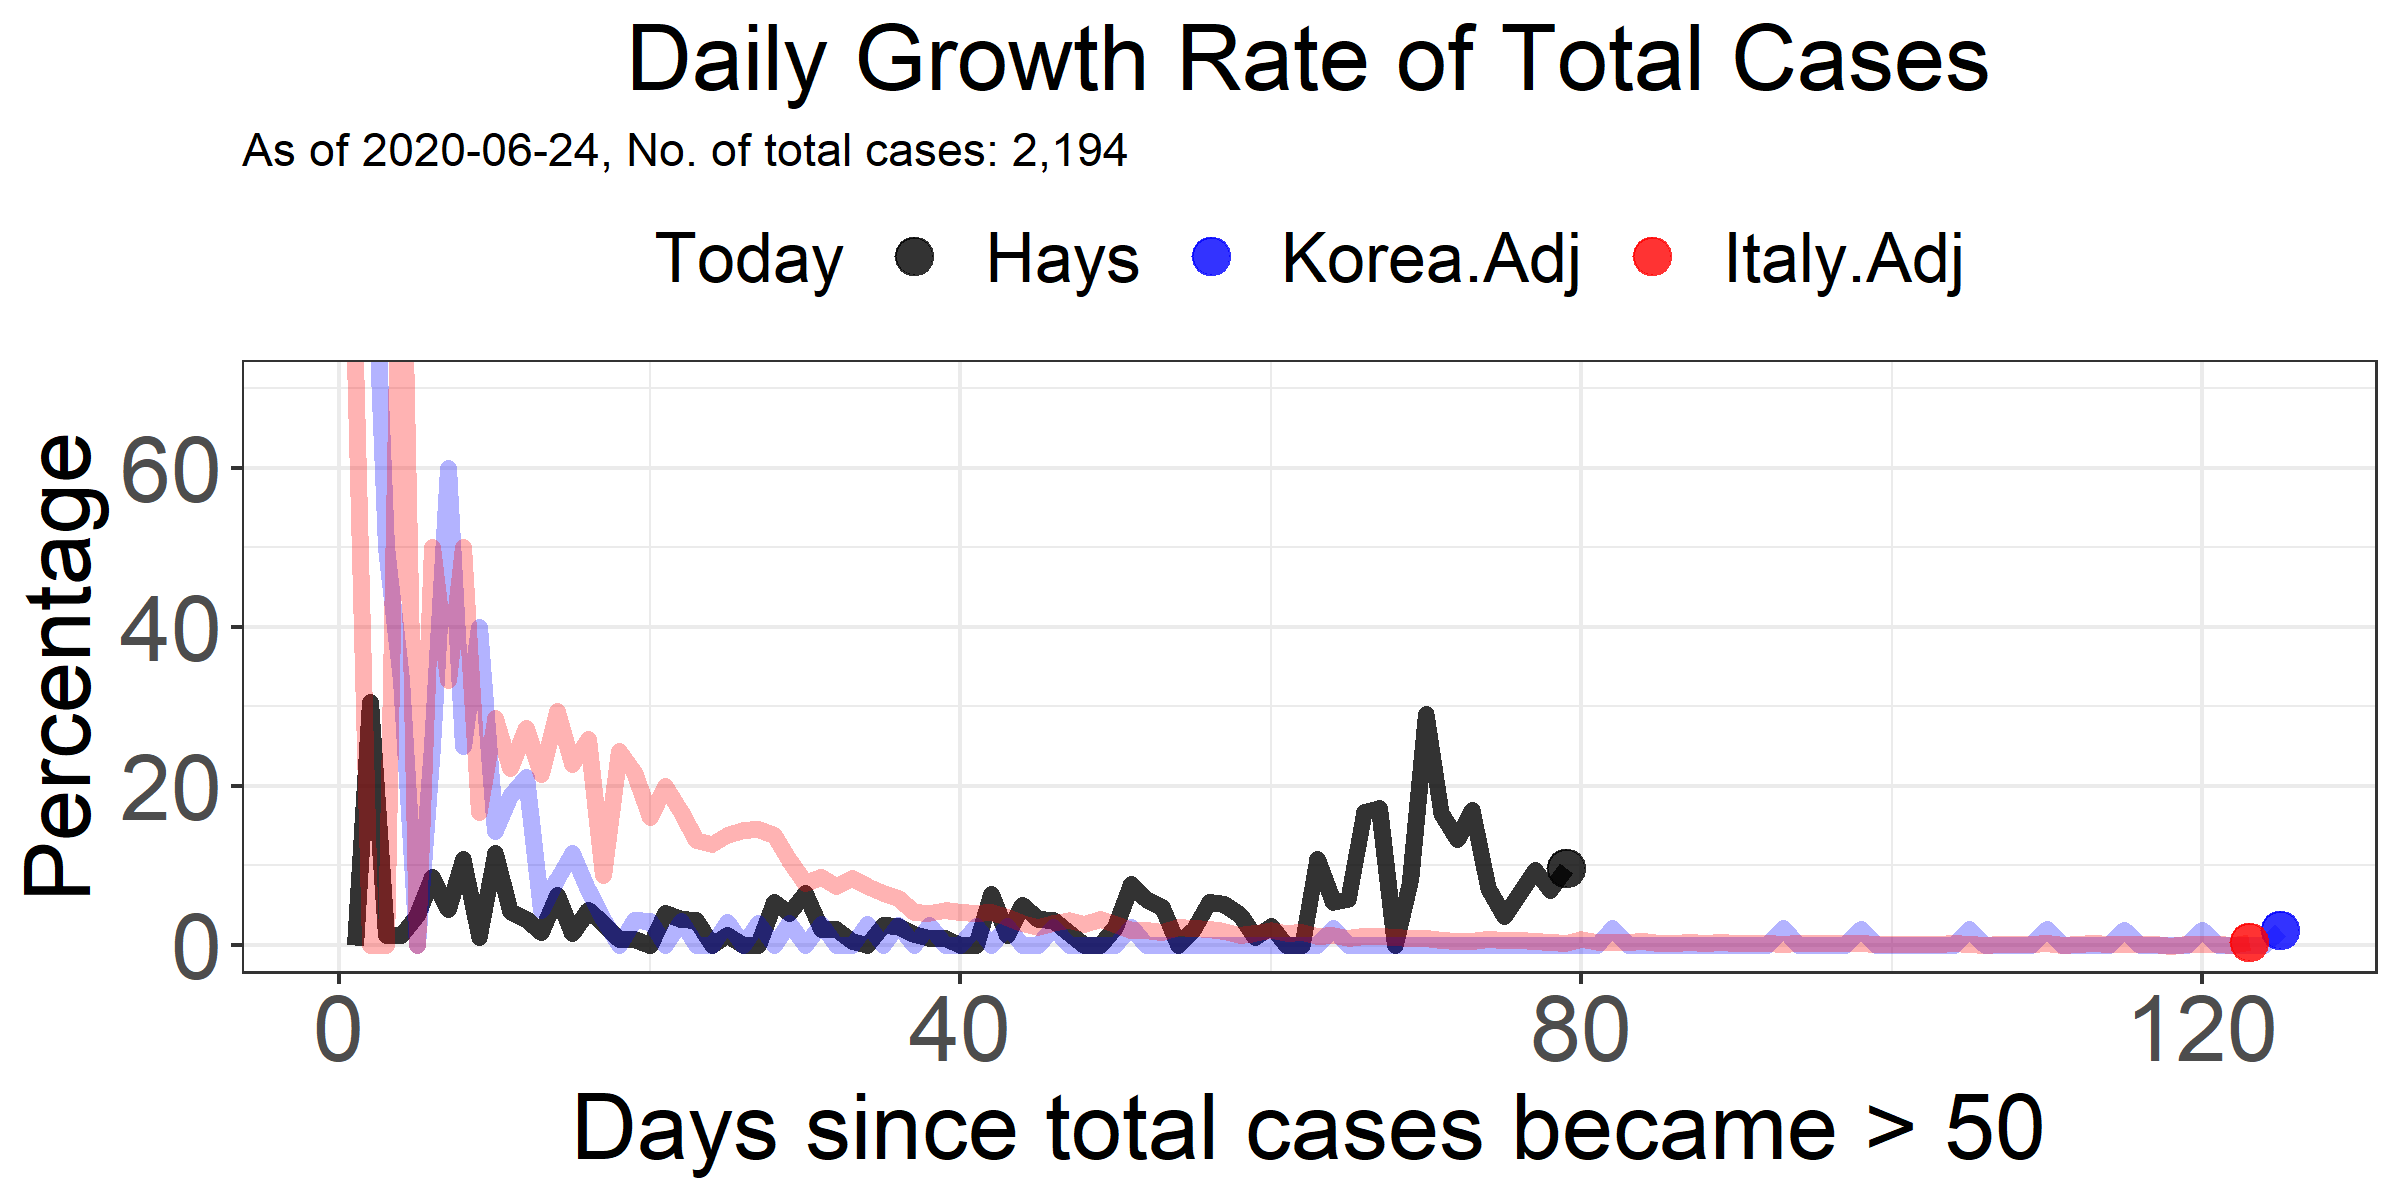 Daily Growth Rate of Total Cases
As of 2020-06-24, No. of total cases: 2,194
Today Hays Korea.Adj Italy.Adj
Percentage
60
40
20
0
0 40 80 120
Days since total cases became > 50